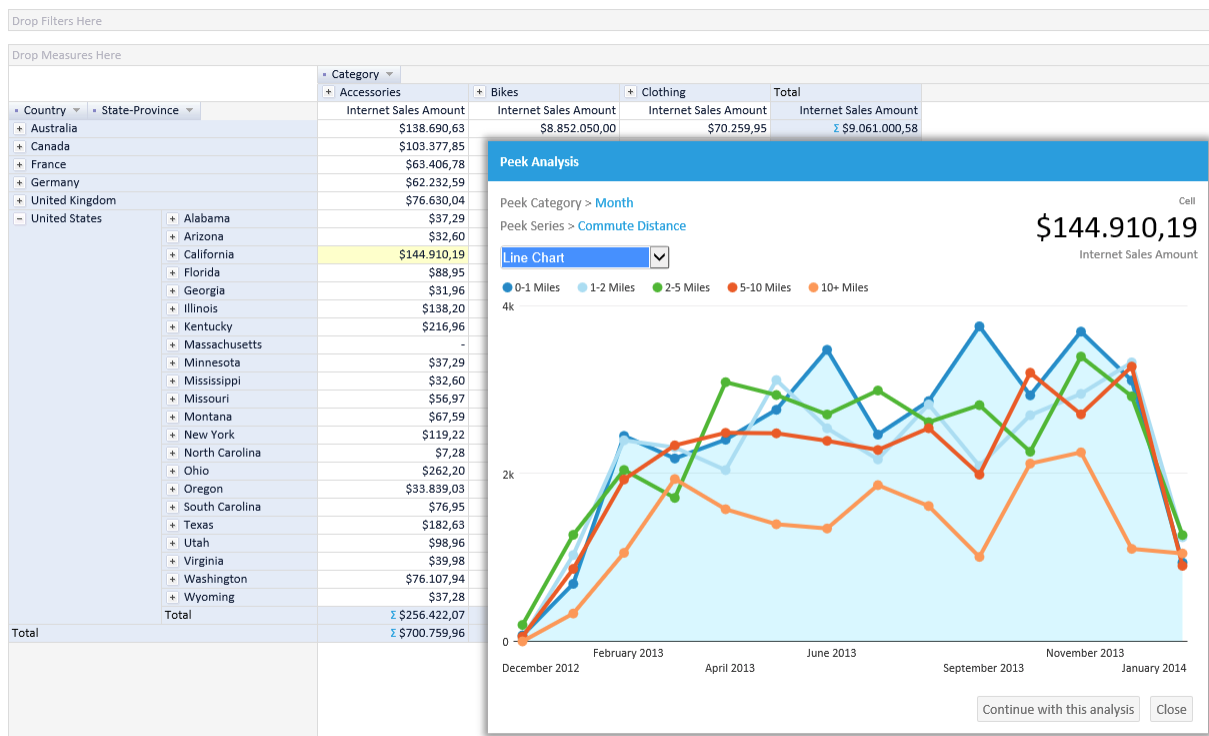 Drop Filters Here
Drop Measures Here
Category
Accessories Bikes Clothing Total
Country State-Province Internet Sales Amount Internet Sales Amount Internet Sales Amount Internet Sales Amount
Australia $138.690,63 $8.852.050,00 $70.259,95 Σ $9.061.000,58
Canada $103.377,85
France $63.406,78
Germany $62.232,59
United Kingdom $76.630,04
United States Alabama $37,29
Arizona $32,60
California $144.910,19
Florida $88,95
Georgia $31,96
Illinois $138,20
Kentucky $216,96
Massachusetts -
Minnesota $37,29
Mississippi $32,60
Missouri $56,97
Montana $67,59
New York $119,22
North Carolina $7,28
Ohio $262,20
Oregon $33.839,03
South Carolina $76,95
Texas $182,63
Utah $98,96
Virginia $39,98
Washington $76.107,94
Wyoming $37,28
Total Σ $256.422,07
Total Σ $700.759,96
Peek Analysis
Peek Category > Month
Peek Series > Commute Distance
Cell
$144.910,19
Internet Sales Amount
Line Chart
0-1 Miles 1-2 Miles 2-5 Miles 5-10 Miles 10+ Miles
4k
2k
0
February 2013 June 2013 November 2013
December 2012 April 2013 September 2013 January 2014
Continue with this analysis Close